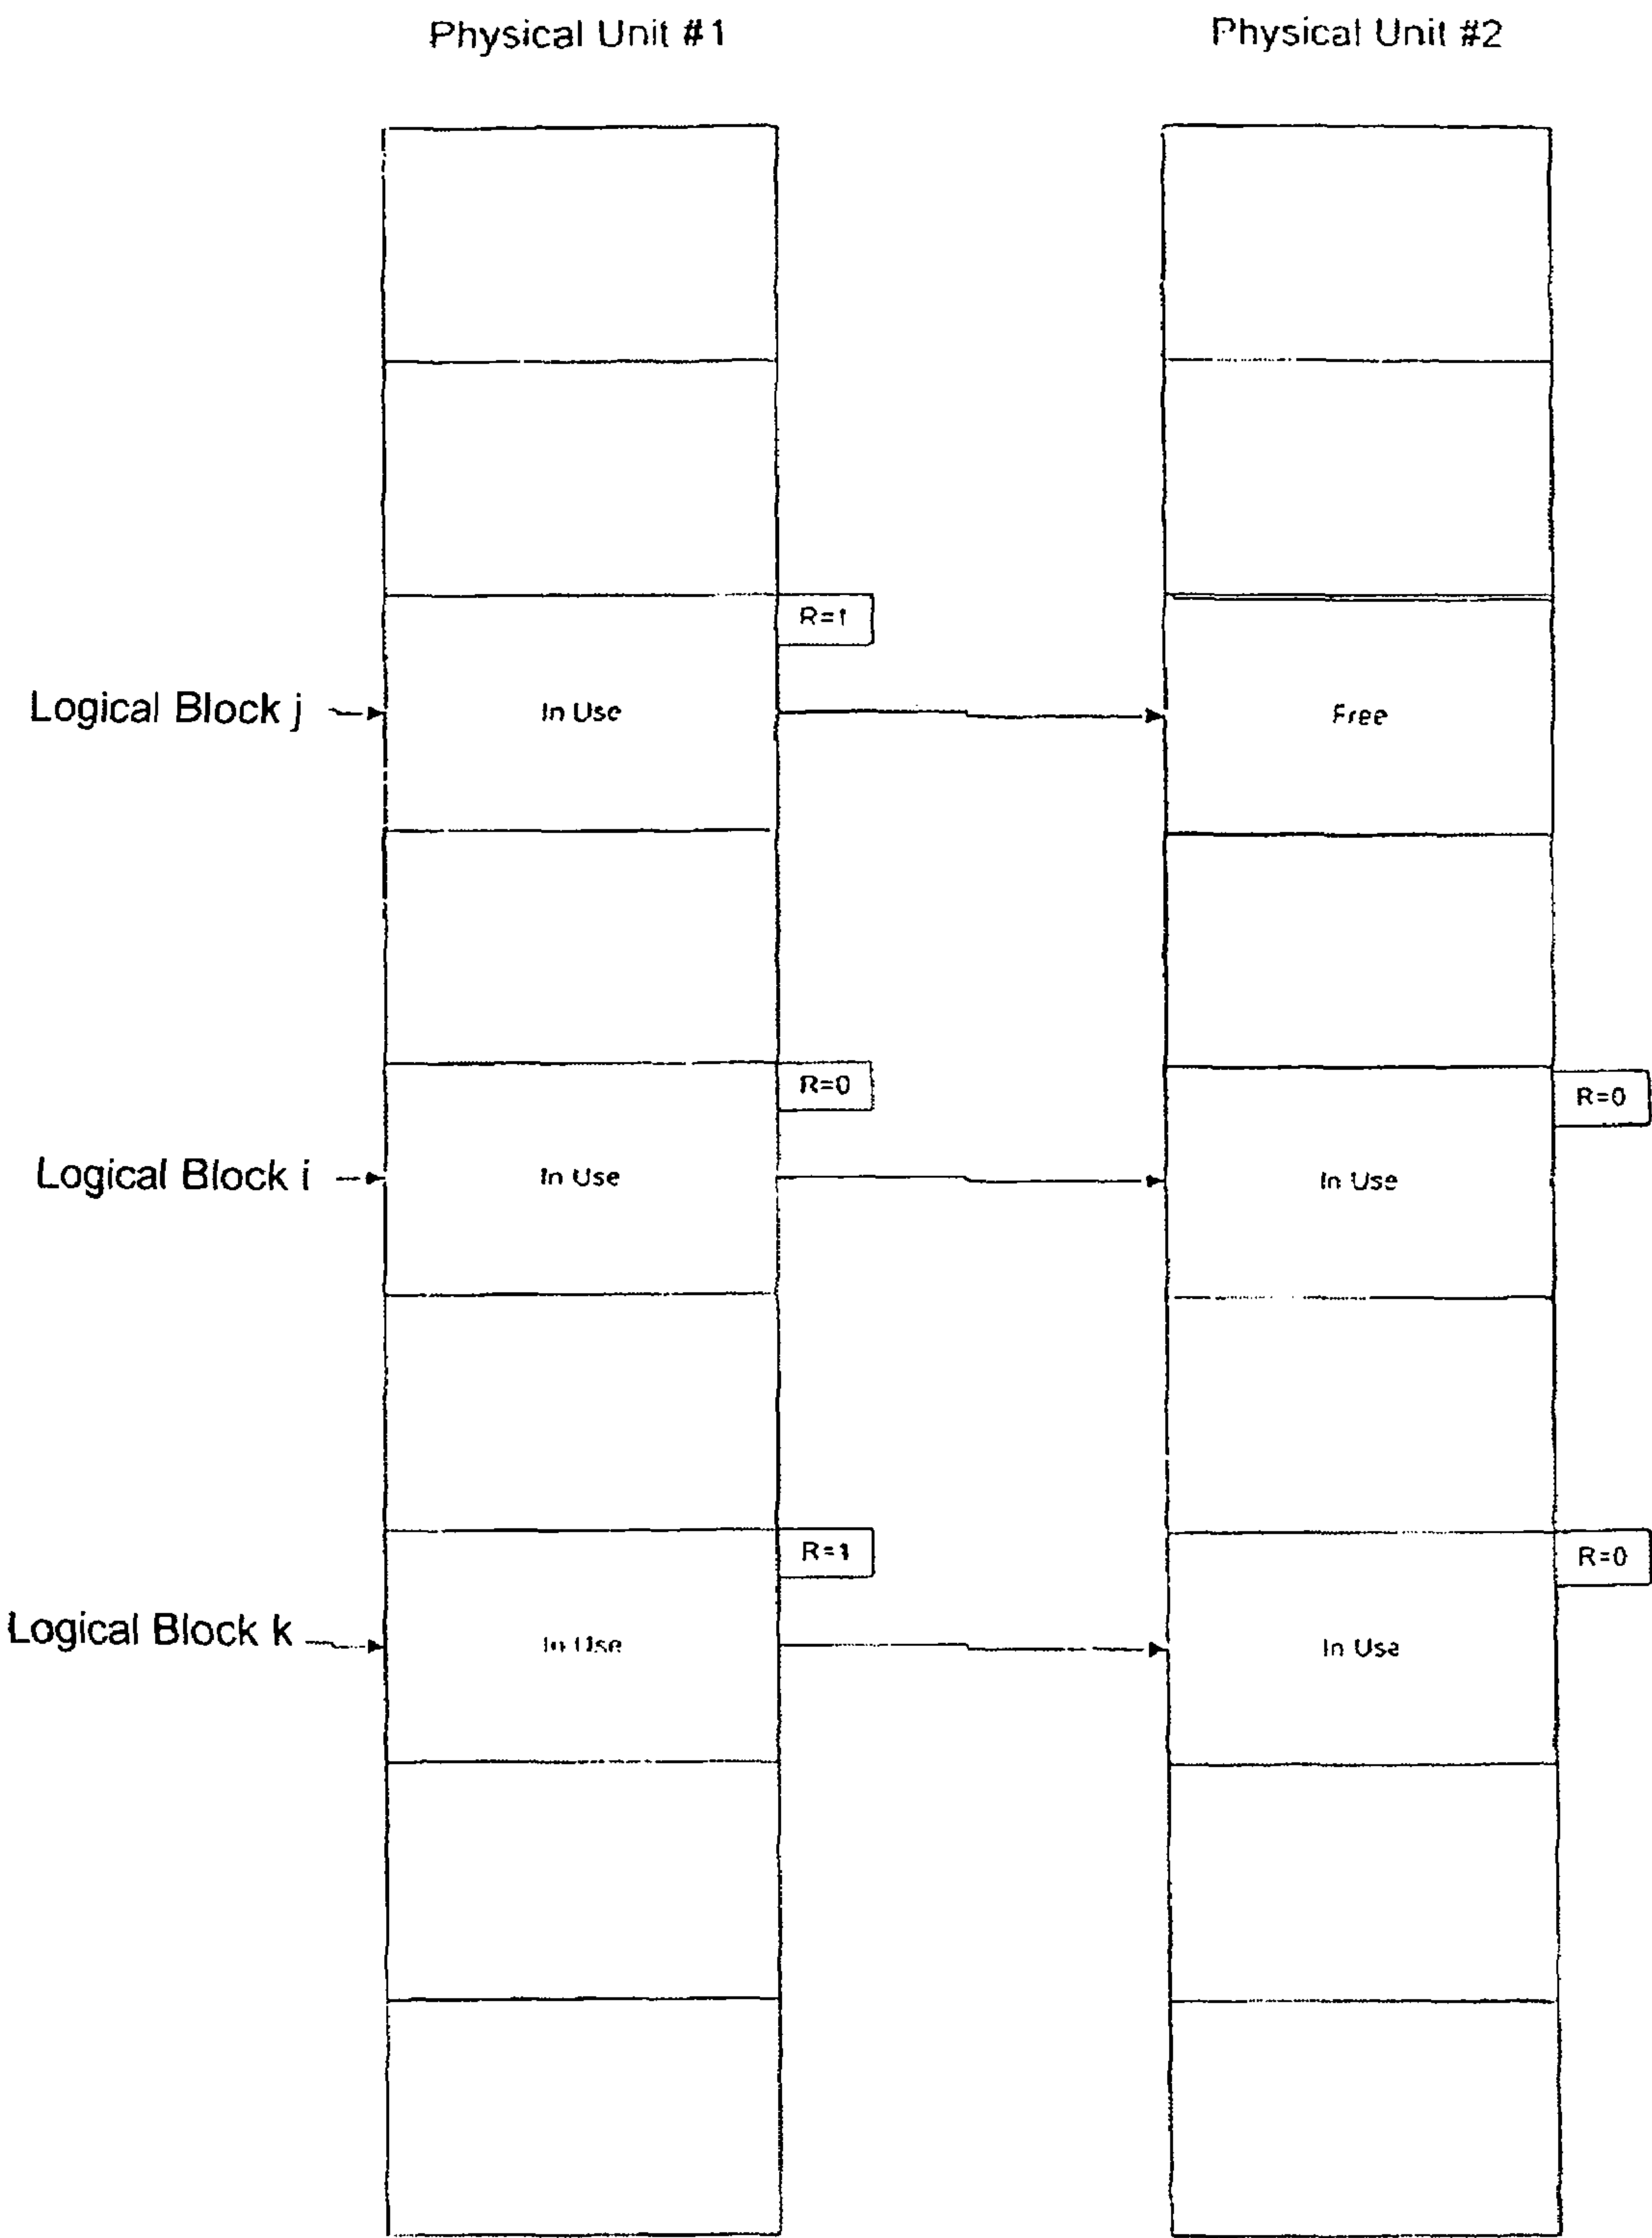 Physical Unit #1 Physical Unit #2
R=1
Logical Block j In Use Free
R=0 R=0
Logical Block i In Use In Use
R=1 R=0
Logical Block k In Use In Use